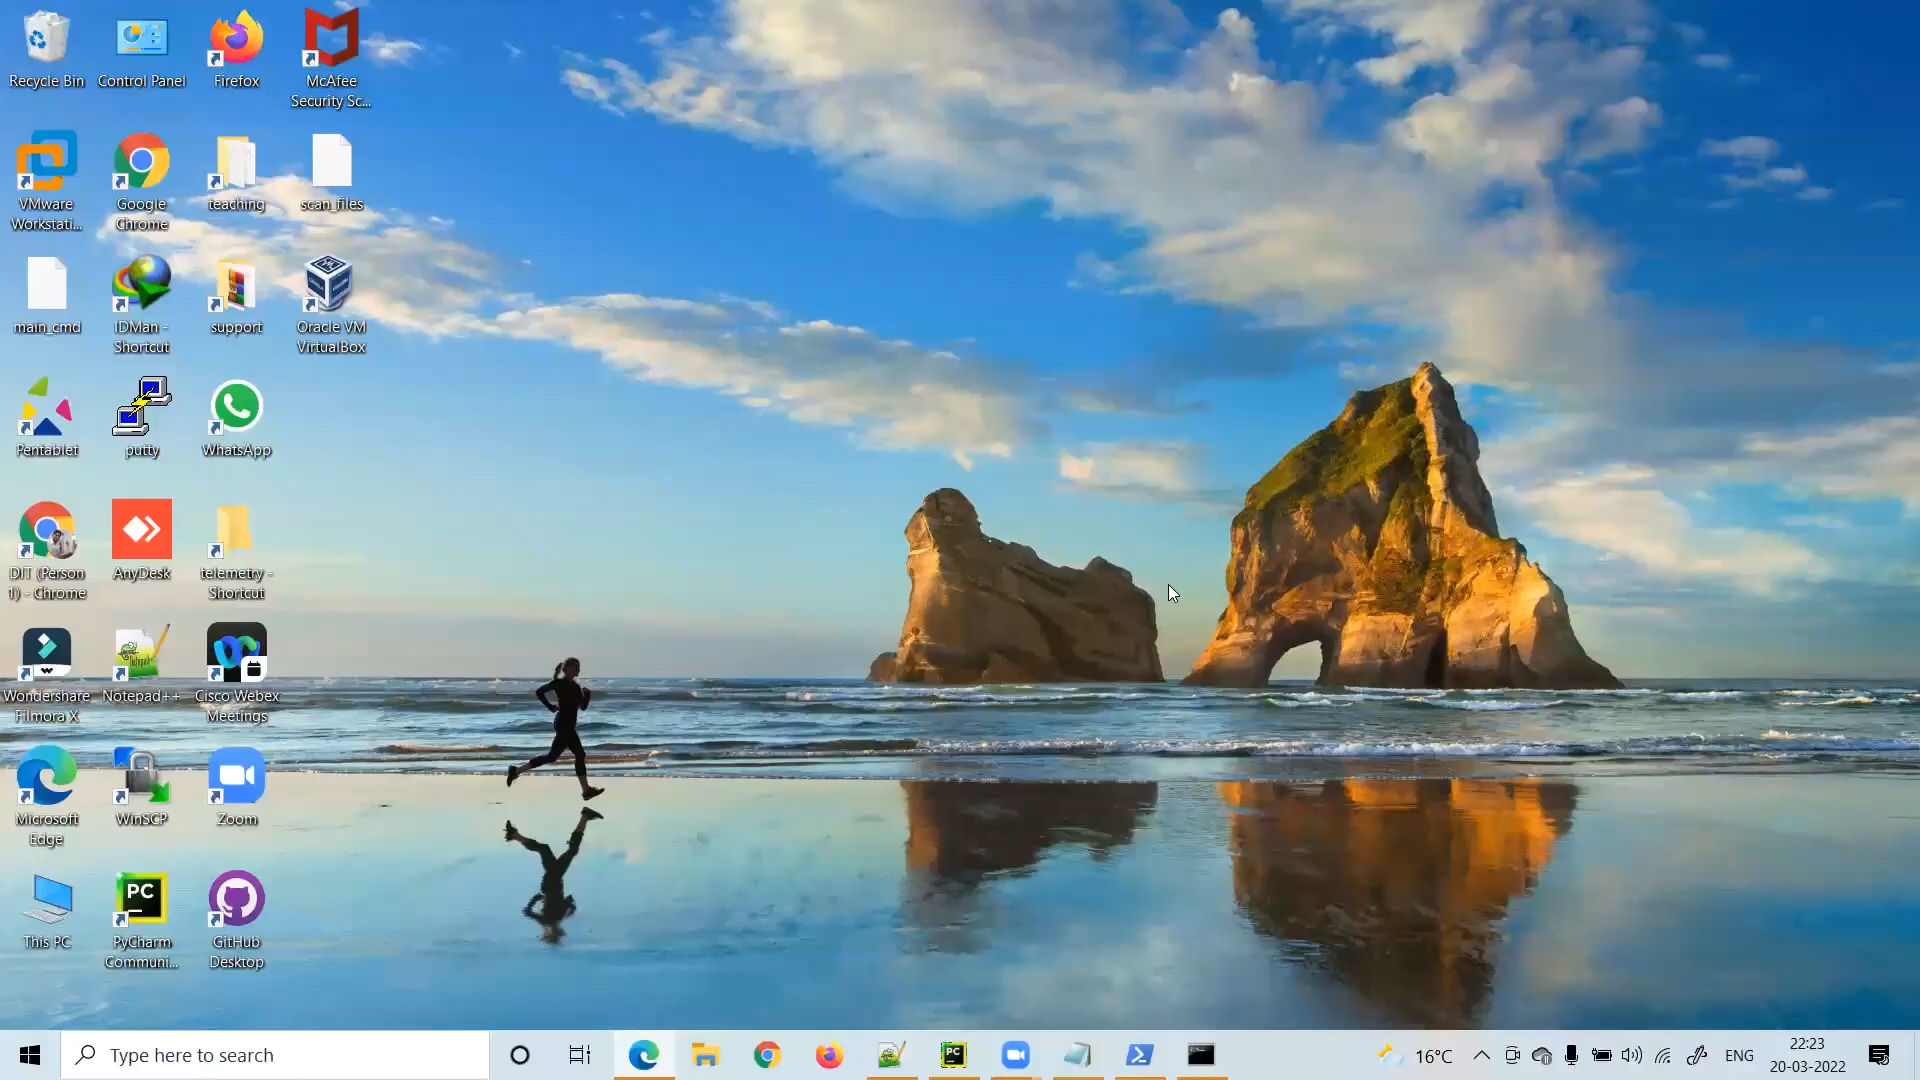 Recycle Bin
Control Panel
Firefox
McAfee
Security Sc...
VMware
Workstati...
Google
Chrome
teaching
scan_files
main_cmd
IDMan -
Shortcut
support
Oracle VM
VirtualBox
Pentablet
putty
WhatsApp
DIT (Person
1) - Chrome
AnyDesk
telemetry -
Shortcut
Wondershare
Filmora X
Notepad++
Cisco Webex
Meetings
Microsoft
Edge
WinSCP
Zoom
This PC
PC
PyCharm
Communi...
GitHub
Desktop
Type here to search
PC
16°C
ENG
22:23
20-03-2022